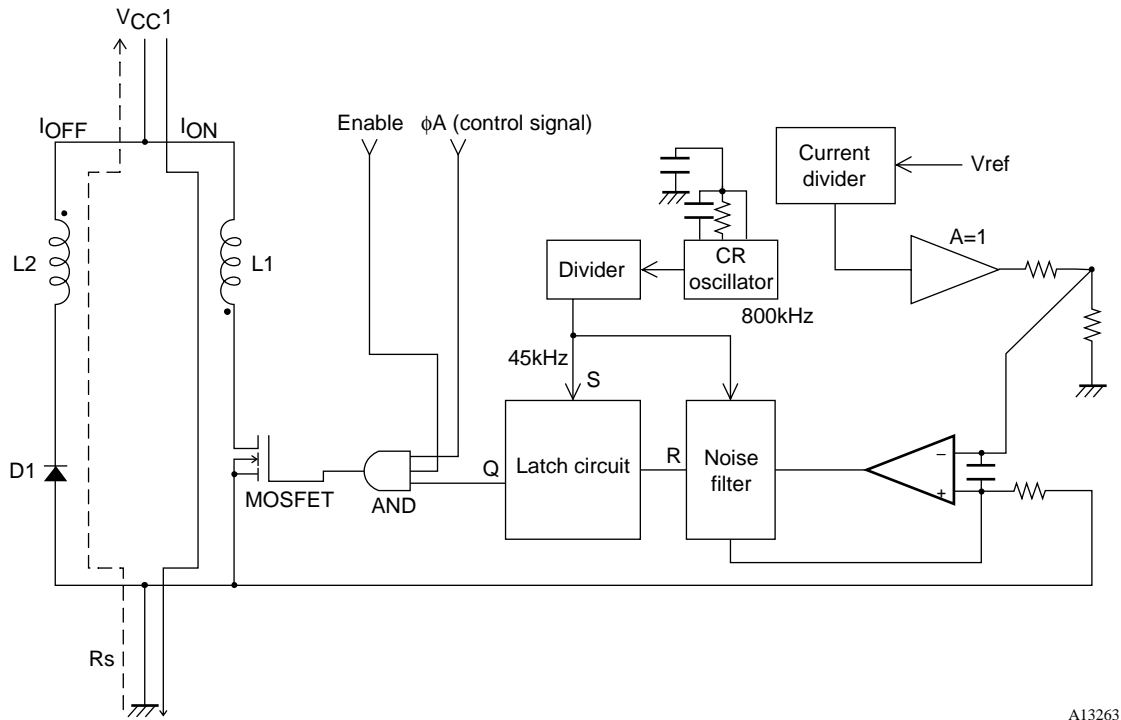 VCC1
IOFF
ION
Enable
ϕA (control signal)
Current
divider
Vref
A=1
L2
L1
Divider
CR
oscillator
800kHz
45kHz
S
D1
MOSFET
AND
Q
Latch circuit
R
Noise
filter
−
+
Rs
A13263